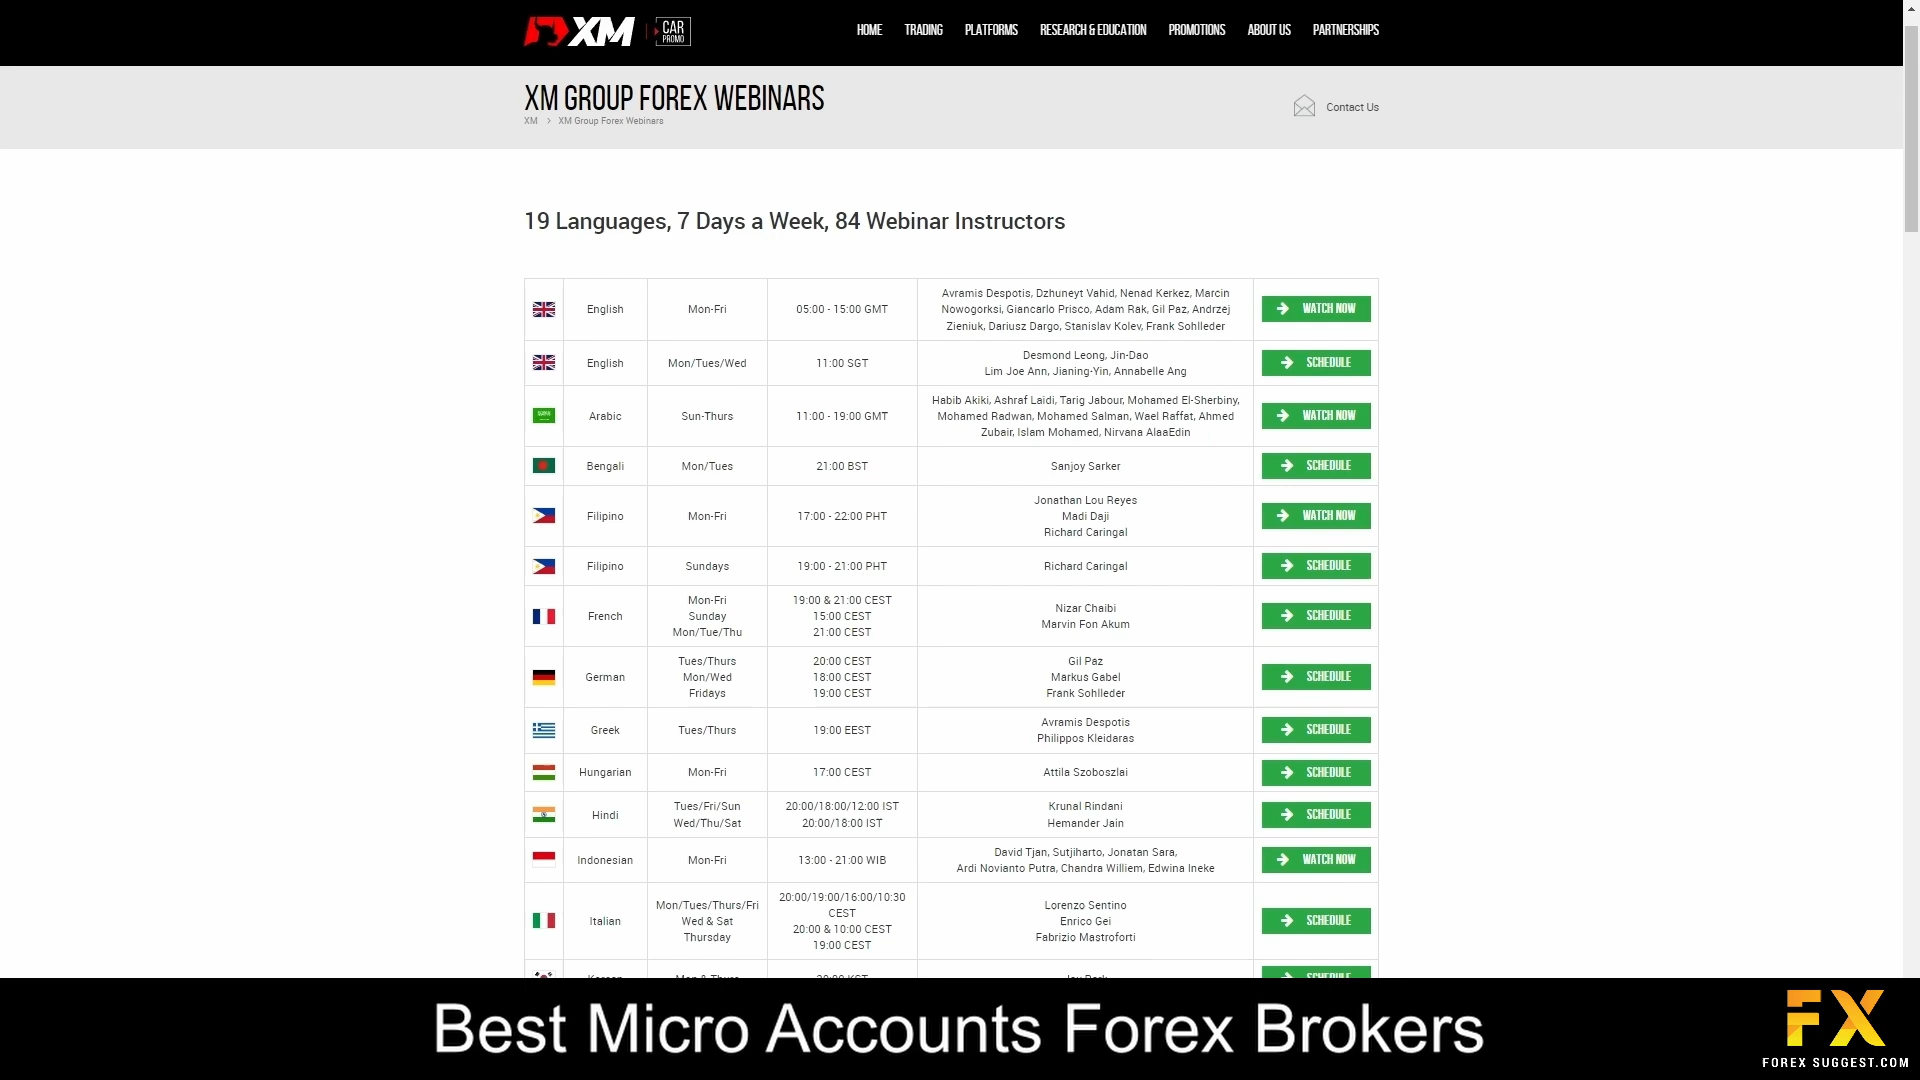 XM
CAR
PROMO
HOME
TRADING
PLATFORMS
RESEARCH & EDUCATION
PROMOTIONS
ABOUT US
PARTNERSHIPS
XM GROUP FOREX WEBINARS
XM > XM Group Forex Webinars
Contact Us
19 Languages, 7 Days a Week, 84 Webinar Instructors
English
Mon-Fri
05:00 - 15:00 GMT
Avramis Despotis, Dzhuneyt Vahid, Nenad Kerkez, Marcin
Nowogorksi, Giancarlo Prisco, Adam Rak, Gil Paz, Andrzej
Zieniuk, Dariusz Dargo, Stanislav Kolev, Frank Sohlleder
WATCH NOW
English
Mon/Tues/Wed
11:00 SGT
Desmond Leong, Jin-Dao
Lim Joe Ann, Jianing-Yin, Annabelle Ang
SCHEDULE
Arabic
Sun-Thurs
11:00 - 19:00 GMT
Habib Akiki, Ashraf Laidi, Tarig Jabour, Mohamed El-Sherbiny,
Mohamed Radwan, Mohamed Salman, Wael Raffat, Ahmed
Zubair, Islam Mohamed, Nirvana AlaaEdin
WATCH NOW
Bengali
Mon/Tues
21:00 BST
Sanjoy Sarker
SCHEDULE
Filipino
Mon-Fri
17:00 - 22:00 PHT
Jonathan Lou Reyes
Madi Daji
Richard Caringal
WATCH NOW
Filipino
Sundays
19:00 - 21:00 PHT
Richard Caringal
SCHEDULE
French
Mon-Fri
Sunday
Mon/Tue/Thu
19:00 & 21:00 CEST
15:00 CEST
21:00 CEST
Nizar Chaibi
Marvin Fon Akum
SCHEDULE
German
Tues/Thurs
Mon/Wed
Fridays
20:00 CEST
18:00 CEST
19:00 CEST
Gil Paz
Markus Gabel
Frank Sohlleder
SCHEDULE
Greek
Tues/Thurs
19:00 EEST
Avramis Despotis
Philippos Kleidaras
SCHEDULE
Hungarian
Mon-Fri
17:00 CEST
Attila Szoboszlai
SCHEDULE
Hindi
Tues/Fri/Sun
Wed/Thu/Sat
20:00/18:00/12:00 IST
20:00/18:00 IST
Krunal Rindani
Hemander Jain
SCHEDULE
Indonesian
Mon-Fri
13:00 - 21:00 WIB
David Tjan, Sutjiharto, Jonatan Sara,
Ardi Novianto Putra, Chandra Williem, Edwina Ineke
WATCH NOW
Italian
Mon/Tues/Thurs/Fri
Wed & Sat
Thursday
20:00/19:00/16:00/10:30
CEST
20:00 & 10:00 CEST
19:00 CEST
Lorenzo Sentino
Enrico Gei
Fabrizio Mastroforti
SCHEDULE
Korean
SCHEDULE
Best Micro Accounts Forex Brokers
FX
FOREX SUGGEST.COM